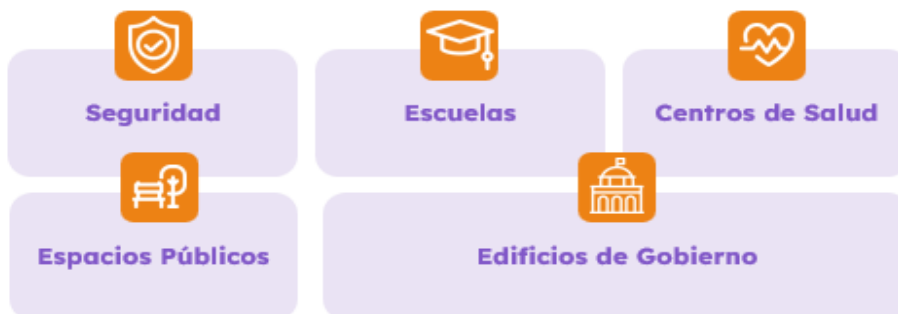 Seguridad
Escuelas
Centros de Salud
Espacios Públicos
Edificios de Gobierno